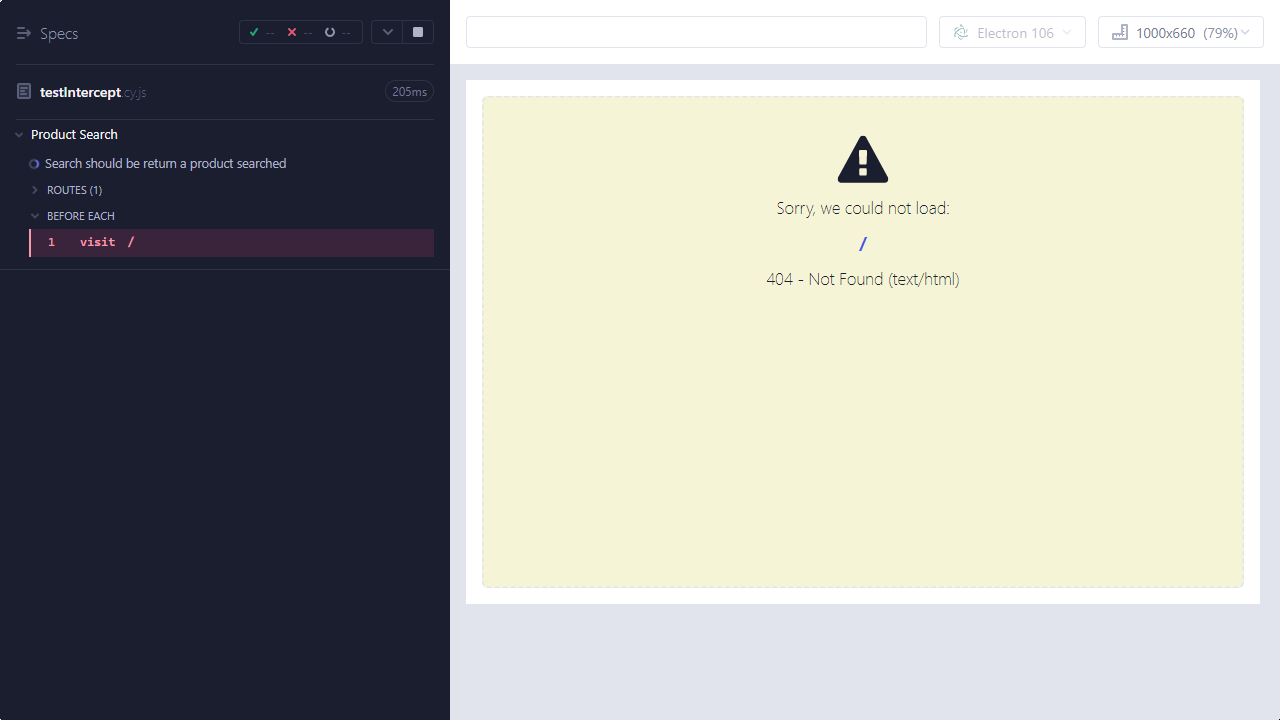 Specs
-- -- --
testIntercept.cy.js 205ms
Product Search
Search should be return a product searched
ROUTES (1)
BEFORE EACH
1 visit /
Electron 106
1000x660 (79%)
Sorry, we could not load:
/
404 - Not Found (text/html)